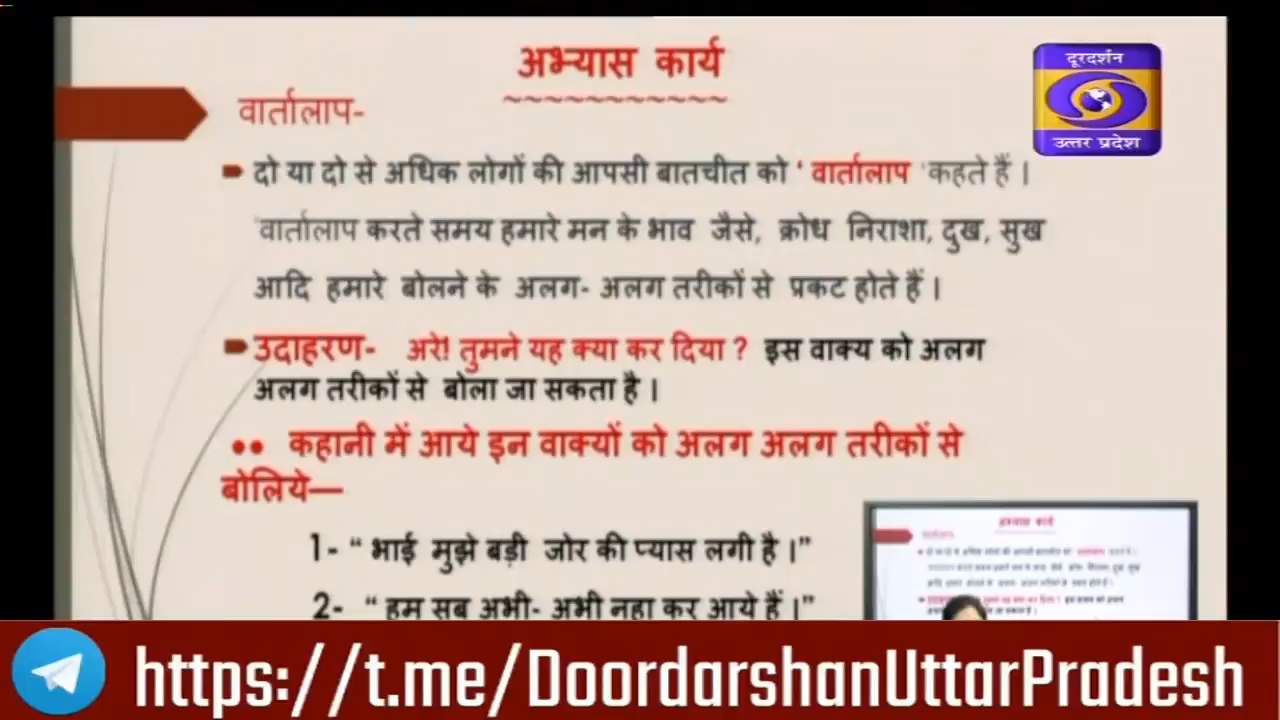 अभ्यास कार्य
~~~~~~~~~~~
दूरदर्शन
उत्तर प्रदेश
वार्तालाप-
दो या दो से अधिक लोगों की आपसी बातचीत को ‘ वार्तालाप ’कहते हैं ।
’वार्तालाप करते समय हमारे मन के भाव जैसे, क्रोध निराशा, दुख, सुख
आदि हमारे बोलने के अलग- अलग तरीकों से प्रकट होते हैं ।
उदाहरण- अरे! तुमने यह क्या कर दिया ? इस वाक्य को अलग
अलग तरीकों से बोला जा सकता है ।
•• कहानी में आये इन वाक्यों को अलग अलग तरीकों से
बोलिये—
1- “ भाई मुझे बड़ी जोर की प्यास लगी है ।”
2- “ हम सब अभी- अभी नहा कर आये हैं ।”
अभ्यास कार्य
वार्तालाप-
https://t.me/DoordarshanUttarPradesh